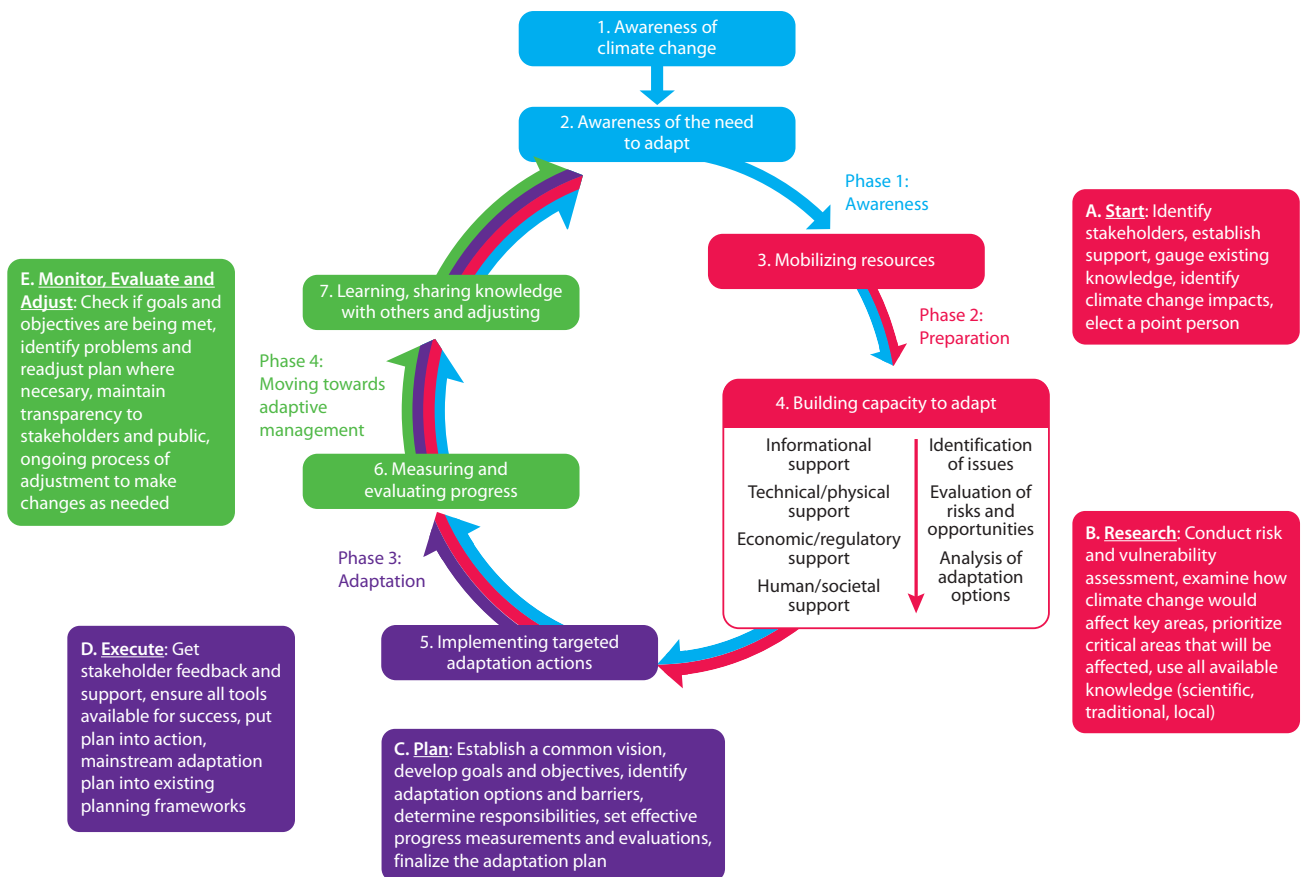 1. Awareness of
climate change
2. Awareness of the need
to adapt
Phase 1:
Awareness
3. Mobilizing resources
Phase 2:
Preparation
A. Start: Identify
stakeholders, establish
support, gauge existing
knowledge, identify
climate change impacts,
elect a point person
4. Building capacity to adapt
Informational
support
Technical/physical
support
Economic/regulatory
support
Human/societal
support
Identification
of issues
Evaluation of
risks and
opportunities
Analysis of
adaptation
options
B. Research: Conduct risk
and vulnerability
assessment, examine how
climate change would
affect key areas, prioritize
critical areas that will be
affected, use all available
knowledge (scientific,
traditional, local)
5. Implementing targeted
adaptation actions
C. Plan: Establish a common vision,
develop goals and objectives, identify
adaptation options and barriers,
determine responsibilities, set effective
progress measurements and evaluations,
finalize the adaptation plan
Phase 3:
Adaptation
D. Execute: Get
stakeholder feedback and
support, ensure all tools
available for success, put
plan into action,
mainstream adaptation
plan into existing
planning frameworks
6. Measuring and
evaluating progress
Phase 4:
Moving towards
adaptive
management
7. Learning, sharing knowledge
with others and adjusting
E. Monitor, Evaluate and
Adjust: Check if goals and
objectives are being met,
identify problems and
readjust plan where
necesary, maintain
transparency to
stakeholders and public,
ongoing process of
adjustment to make
changes as needed